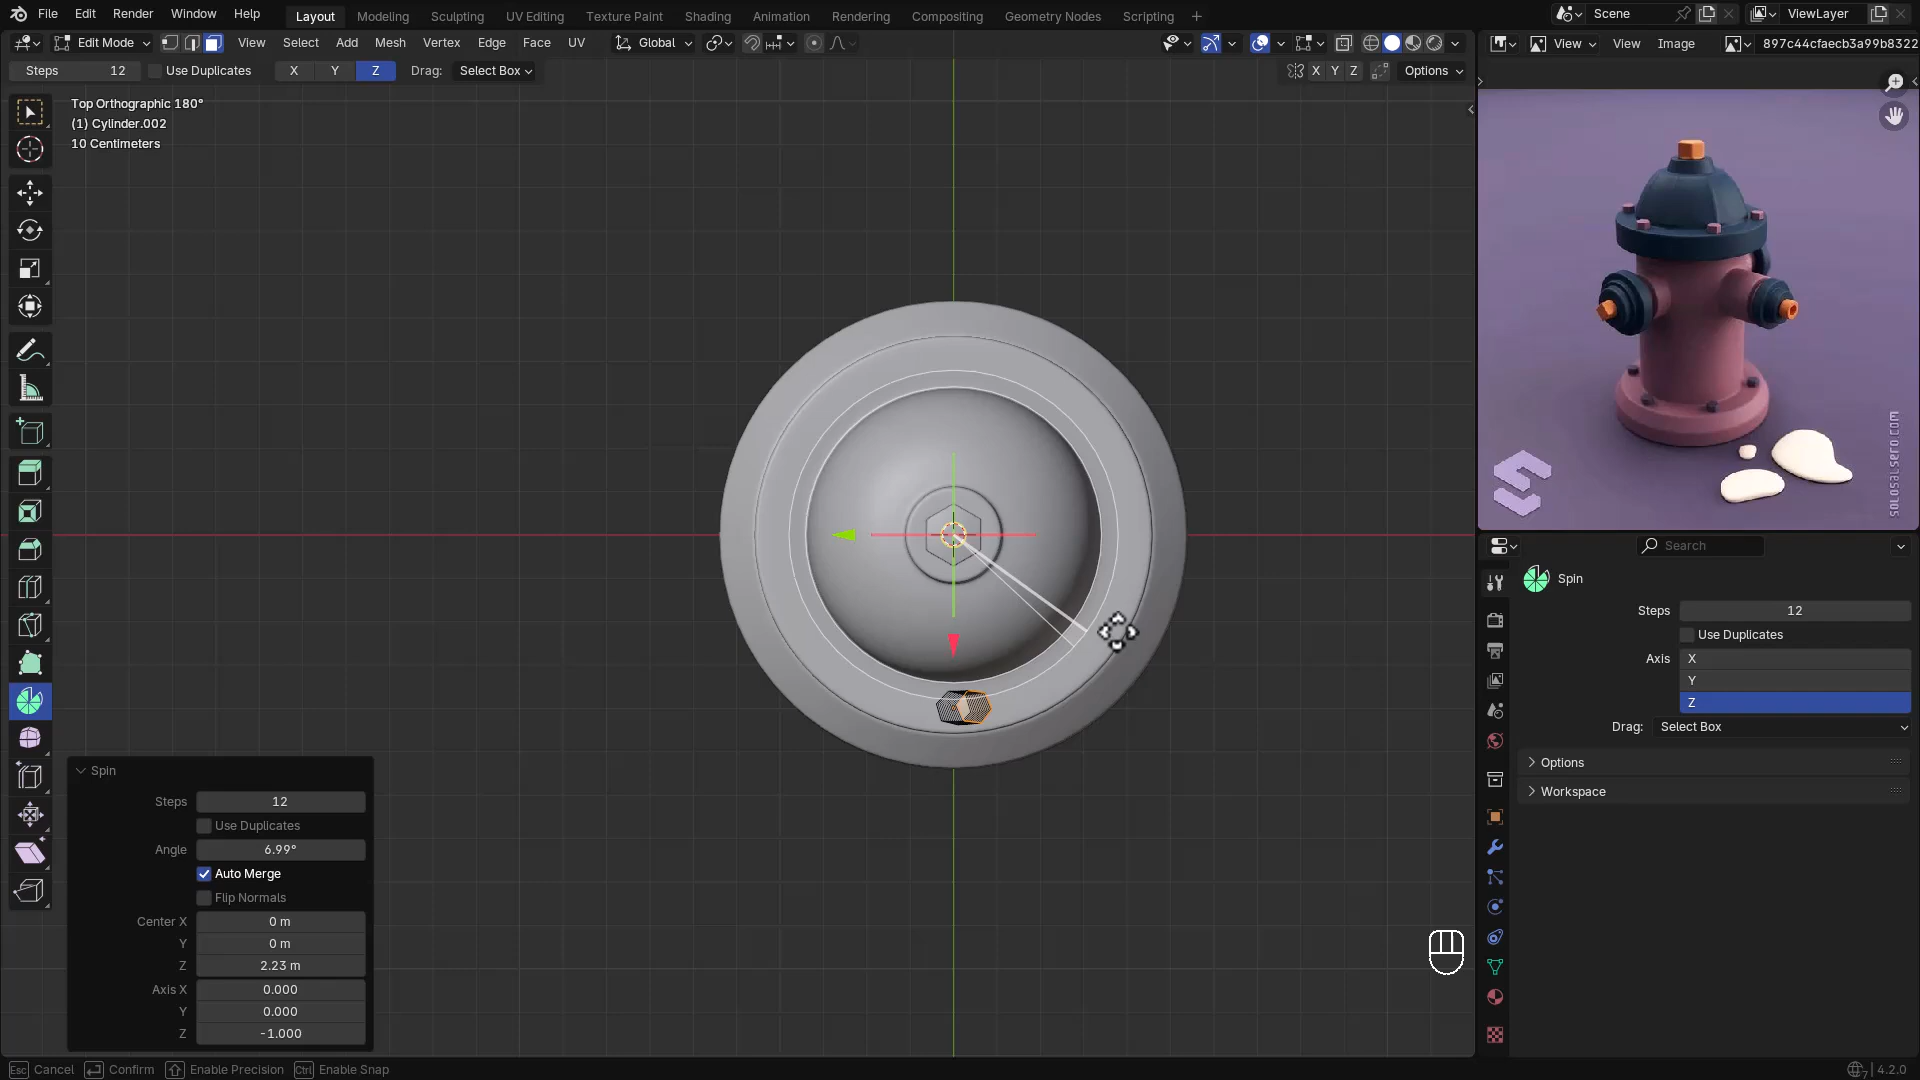 File Edit Render Window Help Layout Modeling Sculpting UV Editing Texture Paint Shading Animation Rendering Compositing Geometry Nodes Scripting + Scene ViewLayer
Edit Mode View Select Add Mesh Vertex Edge Face UV Global View View Image 897c44cfaecb3a99b8322
Steps 12 Use Duplicates X Y Z Drag: Select Box X Y Z Options
Top Orthographic 180°
(1) Cylinder.002
10 Centimeters
SOLOSALSERO.COM
Search
Spin
Steps 12
Use Duplicates
Axis X
Y
Z
Drag: Select Box
Options
Workspace
Spin
Steps 12
Use Duplicates
Angle 6.99°
Auto Merge
Flip Normals
Center X 0 m
Y 0 m
Z 2.23 m
Axis X 0.000
Y 0.000
Z -1.000
Esc Cancel Confirm Enable Precision Ctrl Enable Snap 4.2.0